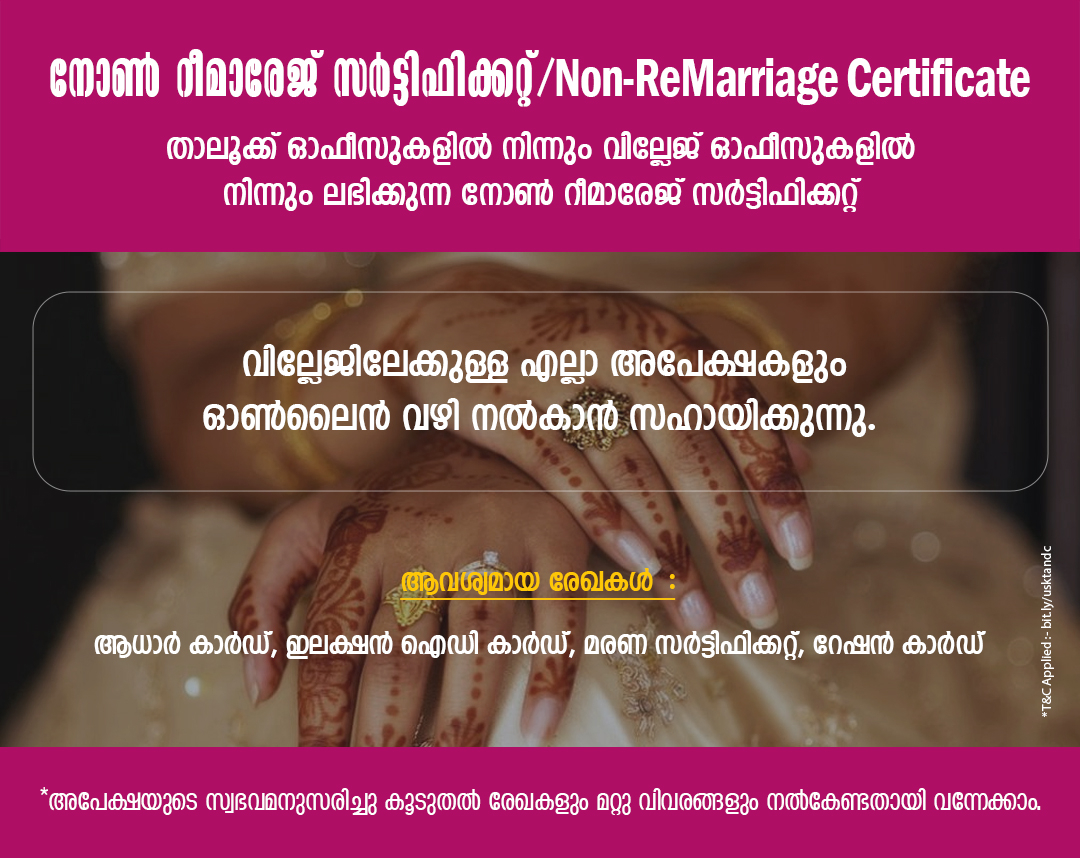 നോൺ റീമാരേജ് സർട്ടിഫിക്കറ്റ്/Non-ReMarriage Certificate
താലൂക്ക് ഓഫീസുകളിൽ നിന്നും വില്ലേജ് ഓഫീസുകളിൽ
നിന്നും ലഭിക്കുന്ന നോൺ റീമാരേജ് സർട്ടിഫിക്കറ്റ്
വില്ലേജിലേക്കുള്ള എല്ലാ അപേക്ഷകളും
ഓൺലൈൻ വഴി നൽകാൻ സഹായിക്കുന്നു.
ആവശ്യമായ രേഖകൾ :
ആധാർ കാർഡ്, ഇലക്ഷൻ ഐഡി കാർഡ്, മരണ സർട്ടിഫിക്കറ്റ്, റേഷൻ കാർഡ്
*T&C Applied :- bit.ly/usktandc
*അപേക്ഷയുടെ സ്വഭവമനുസരിച്ചു കൂടുതൽ രേഖകളും മറ്റു വിവരങ്ങളും നൽകേണ്ടതായി വന്നേക്കാം.